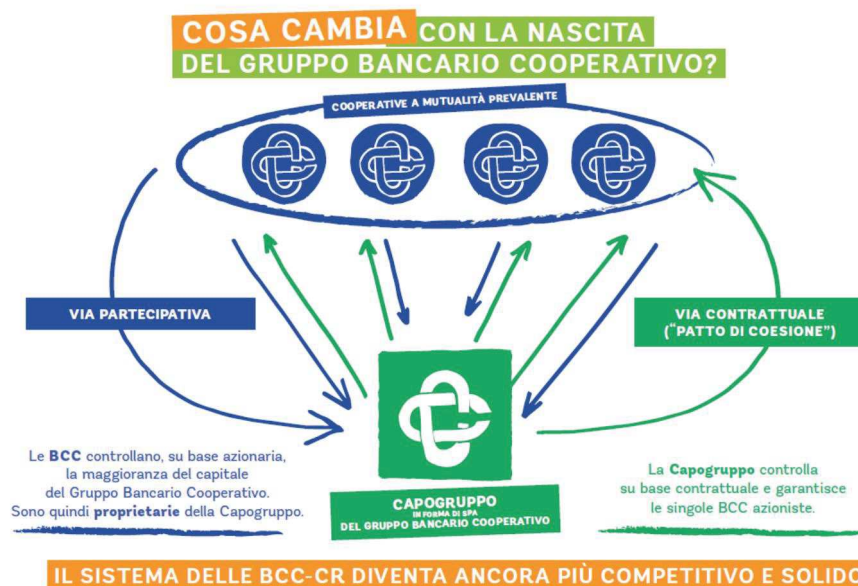 COSA CAMBIA CON LA NASCITA
DEL GRUPPO BANCARIO COOPERATIVO?
COOPERATIVE A MUTUALITÀ PREVALENTE
VIA PARTECIPATIVA
VIA CONTRATTUALE
("PATTO DI COESIONE")
Le BCC controllano, su base azionaria,
la maggioranza del capitale
del Gruppo Bancario Cooperativo.
Sono quindi proprietarie della Capogruppo.
CAPOGRUPPO
IN FORMA DI SPA
DEL GRUPPO BANCARIO COOPERATIVO
La Capogruppo controlla
su base contrattuale e garantisce
le singole BCC azioniste.
IL SISTEMA DELLE BCC-CR DIVENTA ANCORA PIÙ COMPETITIVO E SOLIDO